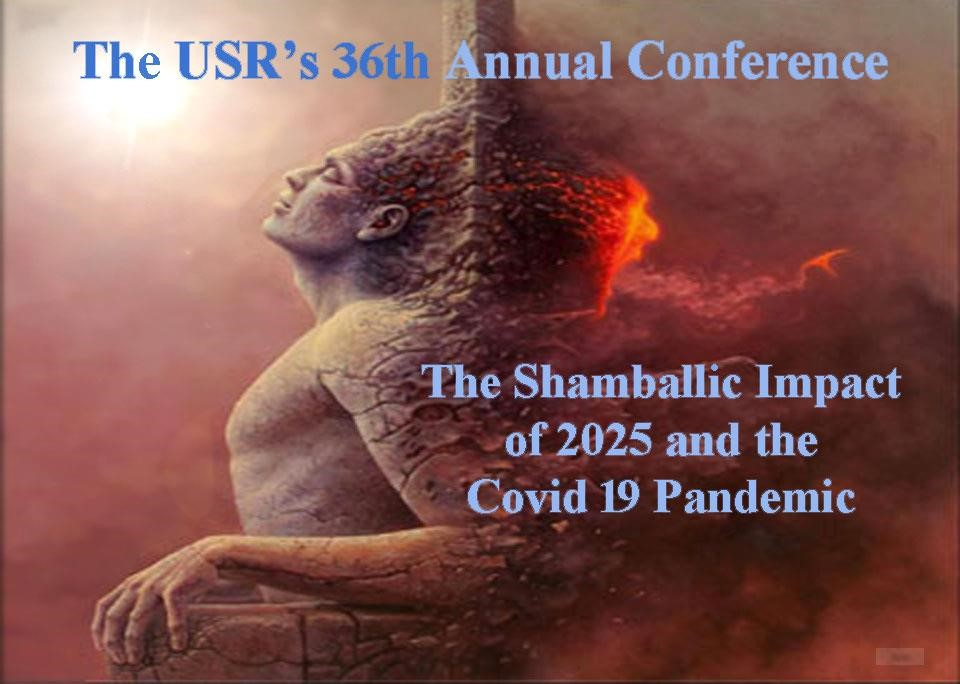 The USR's 36th Annual Conference
The Shamballic Impact
of 2025 and the
Covid 19 Pandemic